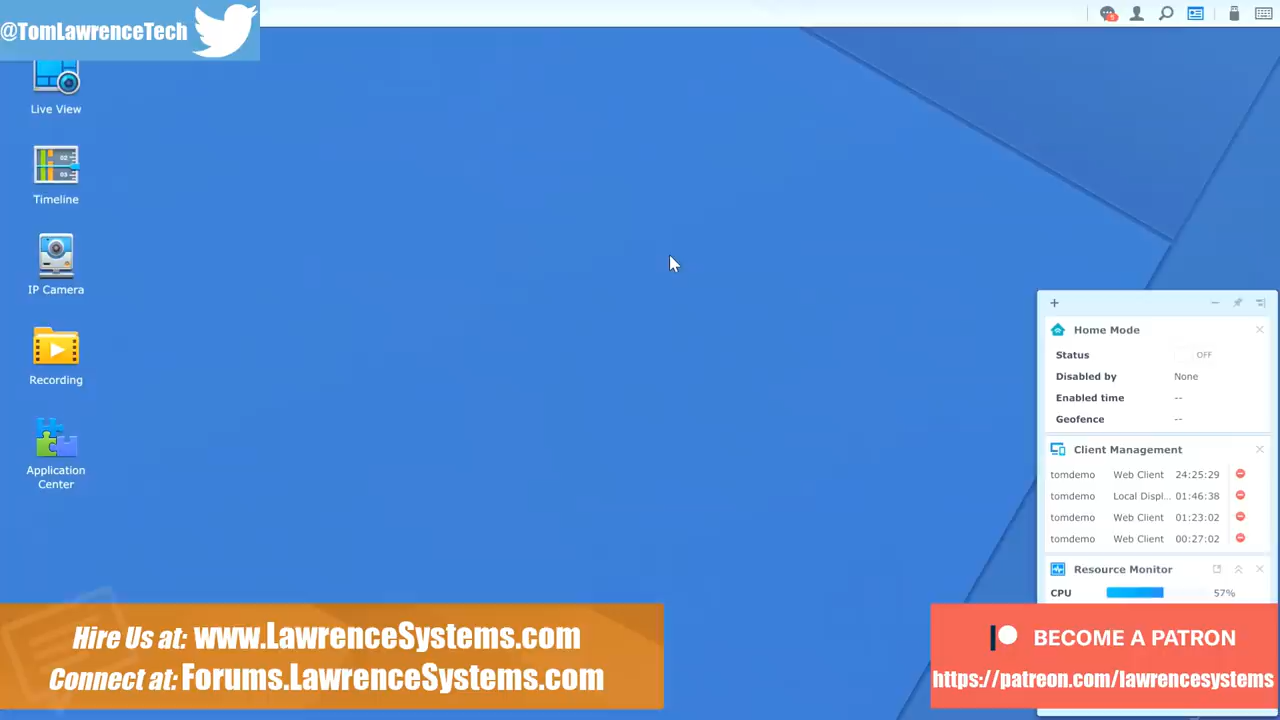 @TomLawrenceTech
5
Live View
02
03
Timeline
IP Camera
Recording
Application
Center
Home Mode
Status OFF
Disabled by None
Enabled time --
Geofence --
Client Management
tomdemo Web Client 24:25:29
tomdemo Local Displ... 01:46:38
tomdemo Web Client 01:23:02
tomdemo Web Client 00:27:02
Resource Monitor
CPU 57%
Hire Us at: www.LawrenceSystems.com
Connect at: Forums.LawrenceSystems.com
BECOME A PATRON
https://patreon.com/lawrencesystems